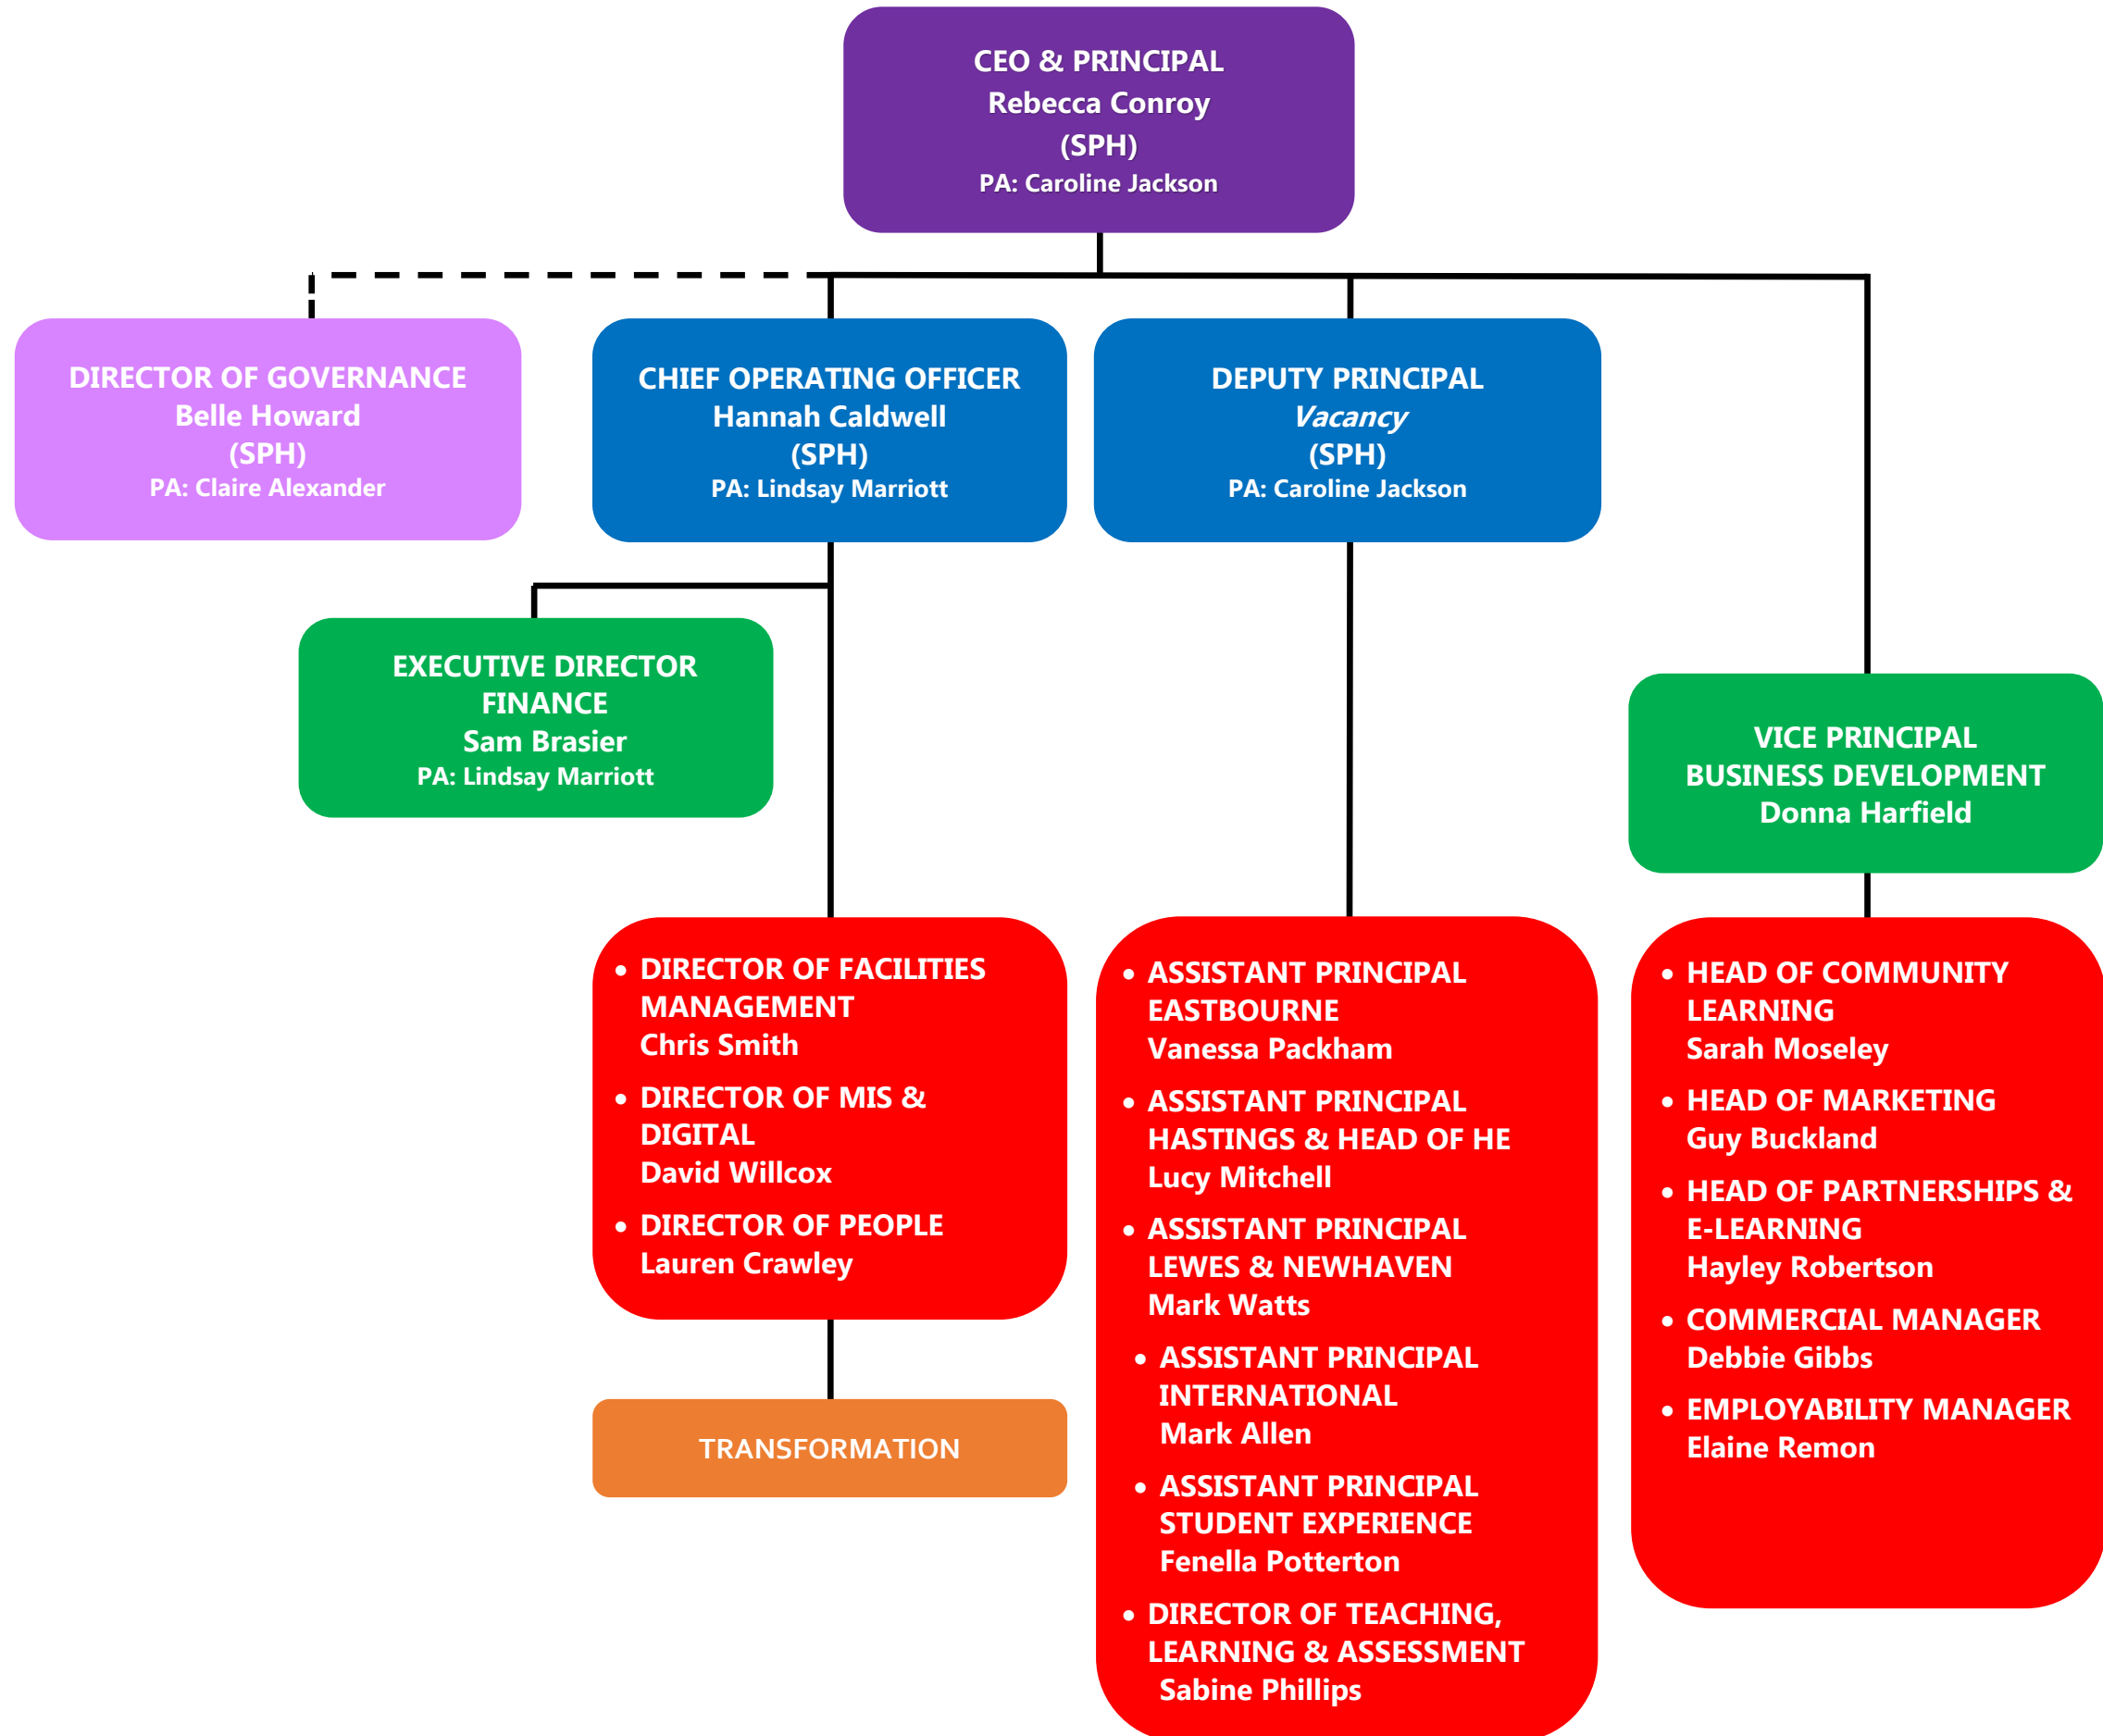 CEO & PRINCIPAL
Rebecca Conroy
(SPH)
PA: Caroline Jackson
DIRECTOR OF GOVERNANCE
Belle Howard
(SPH)
PA: Claire Alexander
CHIEF OPERATING OFFICER
Hannah Caldwell
(SPH)
PA: Lindsay Marriott
DEPUTY PRINCIPAL
Vacancy
(SPH)
PA: Caroline Jackson
EXECUTIVE DIRECTOR
FINANCE
Sam Brasier
PA: Lindsay Marriott
VICE PRINCIPAL
BUSINESS DEVELOPMENT
Donna Harfield
• DIRECTOR OF FACILITIES
MANAGEMENT
Chris Smith
• DIRECTOR OF MIS &
DIGITAL
David Willcox
• DIRECTOR OF PEOPLE
Lauren Crawley
TRANSFORMATION
• ASSISTANT PRINCIPAL
EASTBOURNE
Vanessa Packham
• ASSISTANT PRINCIPAL
HASTINGS & HEAD OF HE
Lucy Mitchell
• ASSISTANT PRINCIPAL
LEWES & NEWHAVEN
Mark Watts
• ASSISTANT PRINCIPAL
INTERNATIONAL
Mark Allen
• ASSISTANT PRINCIPAL
STUDENT EXPERIENCE
Fenella Potterton
• DIRECTOR OF TEACHING,
LEARNING & ASSESSMENT
Sabine Phillips
• HEAD OF COMMUNITY
LEARNING
Sarah Moseley
• HEAD OF MARKETING
Guy Buckland
• HEAD OF PARTNERSHIPS &
E-LEARNING
Hayley Robertson
• COMMERCIAL MANAGER
Debbie Gibbs
• EMPLOYABILITY MANAGER
Elaine Remon